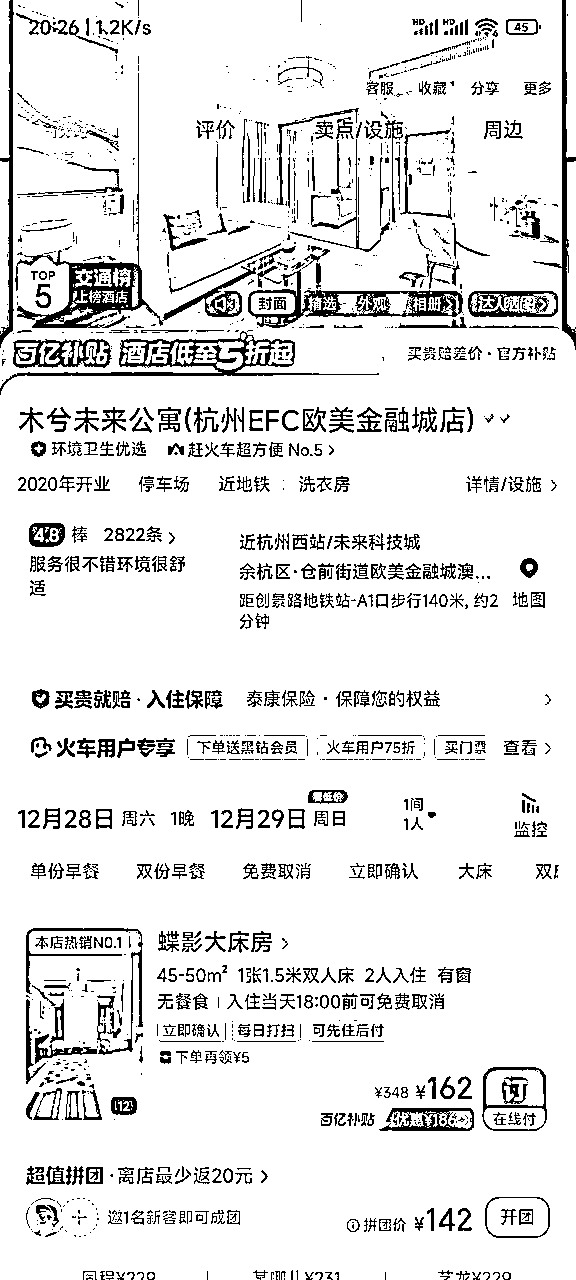 20:26 | 1.2K/s HD HD 45
客服 收藏 分享 更多
评价 卖点/设施 周边
TOP 5 交通榜 上榜酒店
封面 精选 外观 相册 达人晒图
百亿补贴 酒店低至5折起 买贵赔差价·官方补贴
木兮未来公寓(杭州EFC欧美金融城店)
环境卫生优选 赶火车超方便 No.5 >
2020年开业 停车场 近地铁 洗衣房 详情/设施 >
4.8 棒 2822条 >
服务很不错环境很舒适
近杭州西站/未来科技城
余杭区·仓前街道欧美金融城澳...
距创景路地铁站-A1口步行140米, 约2分钟
地图
买贵就赔·入住保障 泰康保险·保障您的权益 >
火车用户专享 下单送黑钻会员 火车用户75折 买门票 查看 >
最低价
12月28日 周六 1晚 12月29日 周日 1间 1人 监控
单份早餐 双份早餐 免费取消 立即确认 大床 双
本店热销NO.1
蝶影大床房 >
45-50m² 1张1.5米双人床 2人入住 有窗
无餐食 | 入住当天18:00前可免费取消
立即确认 每日打扫 可先住后付
下单再领¥5
12
¥348 ¥162
百亿补贴 优惠¥186 >
订 在线付
超值拼团·离店最少返20元 >
邀1名新客即可成团 拼团价 ¥142 开团
同程¥229 某哪儿¥231 艺龙¥229